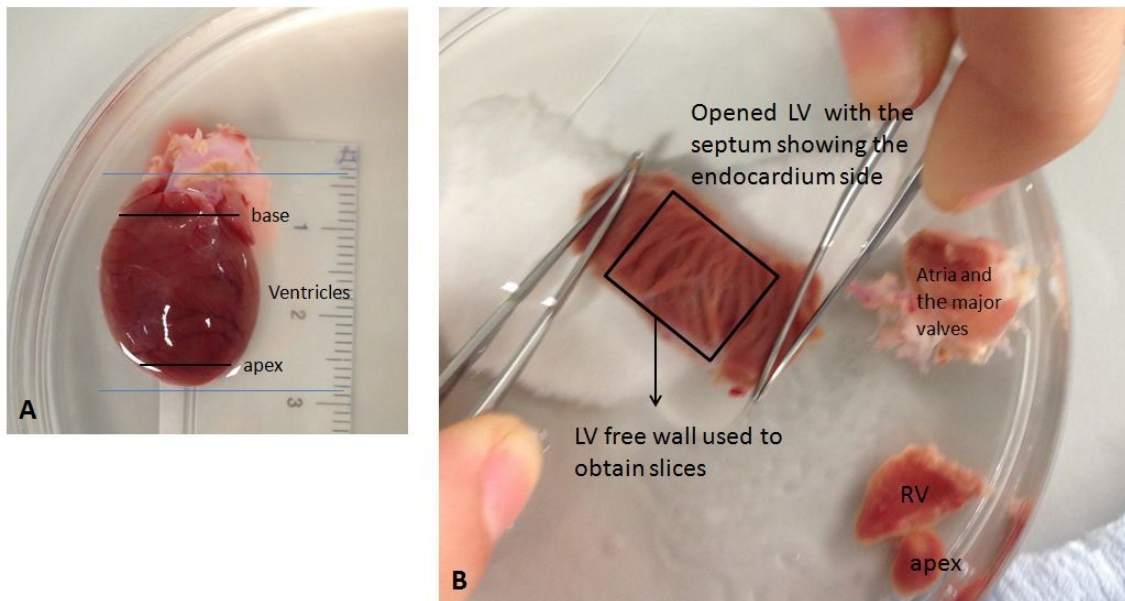 base
1
Ventricles
2
apex
3
A
Opened LV with the
septum showing the
endocardium side
Atria and
the major
valves
LV free wall used to
obtain slices
RV
apex
B